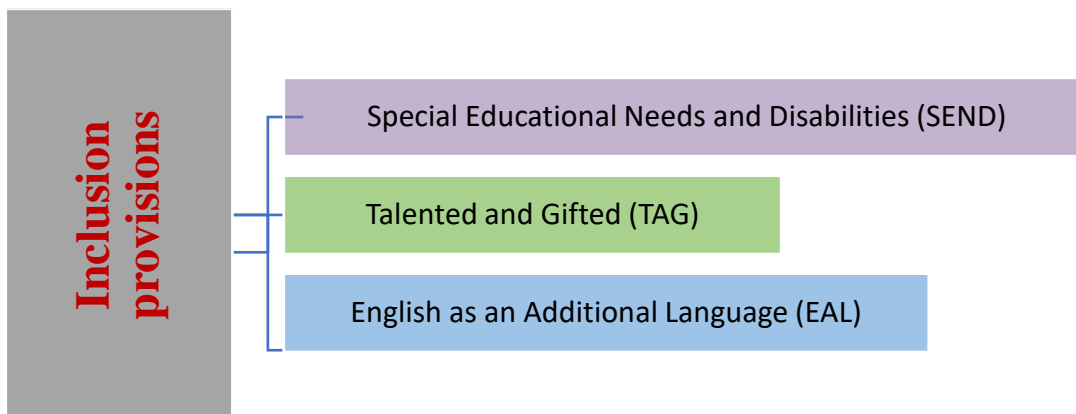 Inclusion
provisions
Special Educational Needs and Disabilities (SEND)
Talented and Gifted (TAG)
English as an Additional Language (EAL)